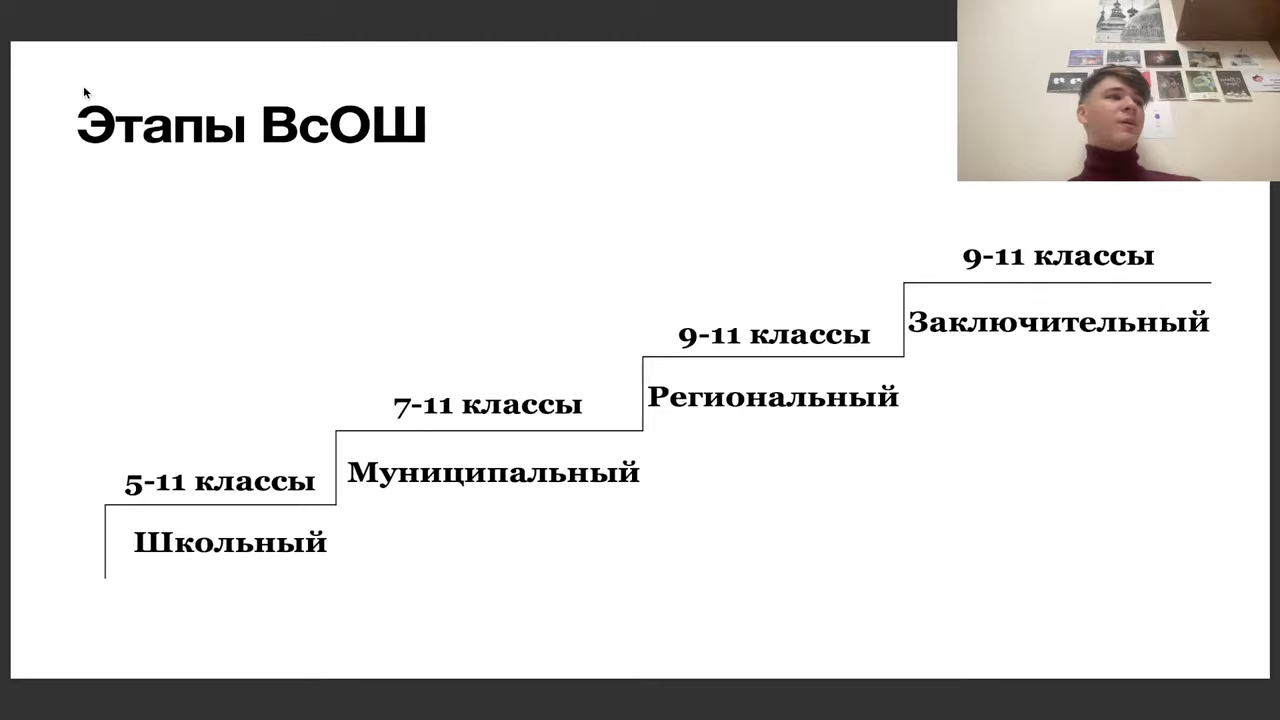 Этапы ВсОШ
9-11 классы
Заключительный
9-11 классы
Региональный
7-11 классы
Муниципальный
5-11 классы
Школьный